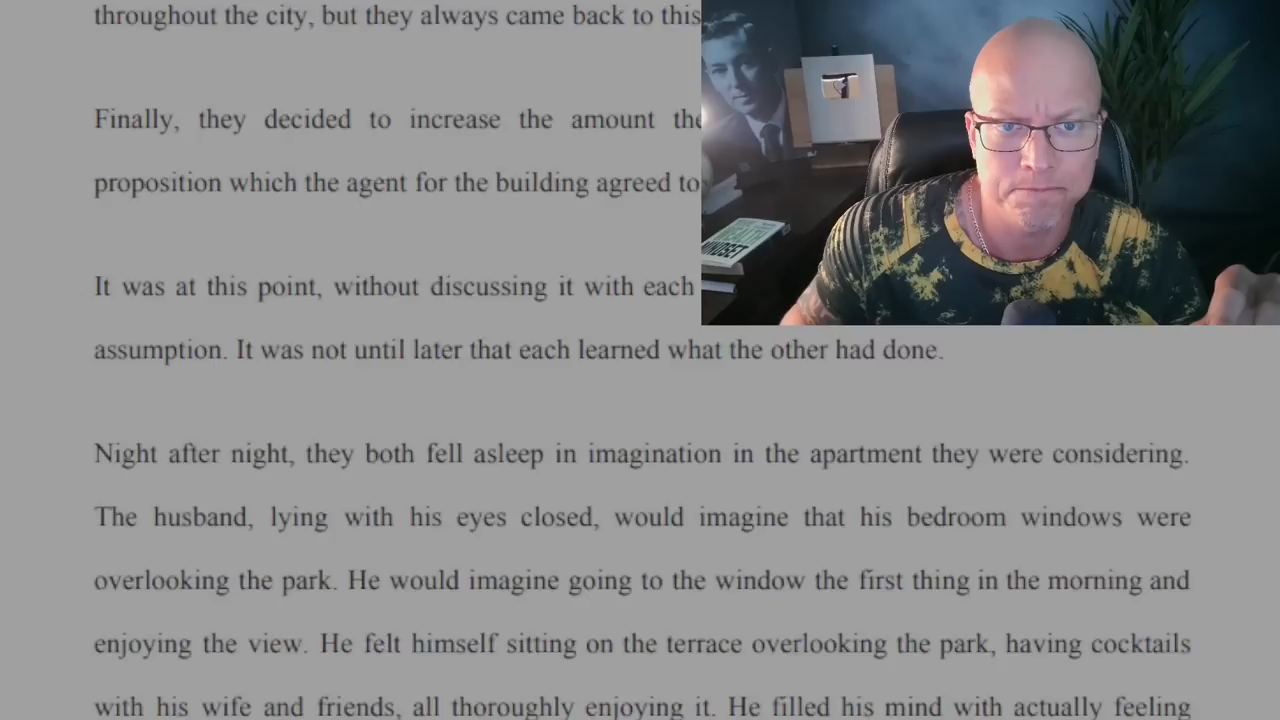 throughout the city, but they always came back to this
Finally, they decided to increase the amount
proposition which the agent for the building agreed to
It was at this point, without discussing it with each
assumption. It was not until later that each learned what the other had done.
Night after night, they both fell asleep in imagination in the apartment they were considering.
The husband, lying with his eyes closed, would imagine that his bedroom windows were
overlooking the park. He would imagine going to the window the first thing in the morning and
enjoying the view. He felt himself sitting on the terrace overlooking the park, having cocktails
with his wife and friends, all thoroughly enjoying it. He filled his mind with actually feeling
MINDSET